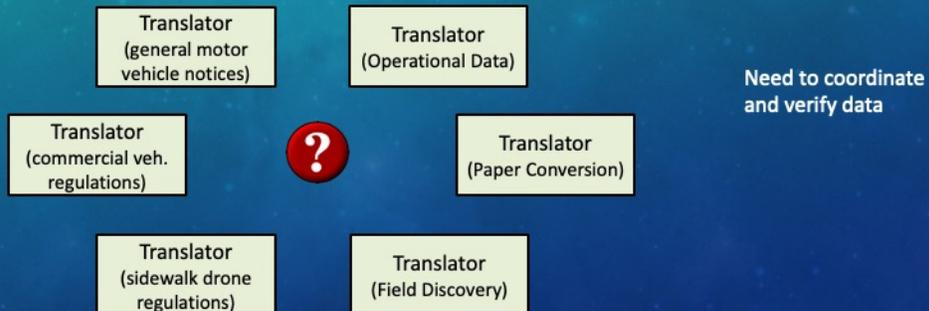 Translator
(general motor
vehicle notices)
Translator
(Operational Data)
Need to coordinate
and verify data
Translator
(commercial veh.
regulations)
?
Translator
(Paper Conversion)
Translator
(sidewalk drone
regulations)
Translator
(Field Discovery)